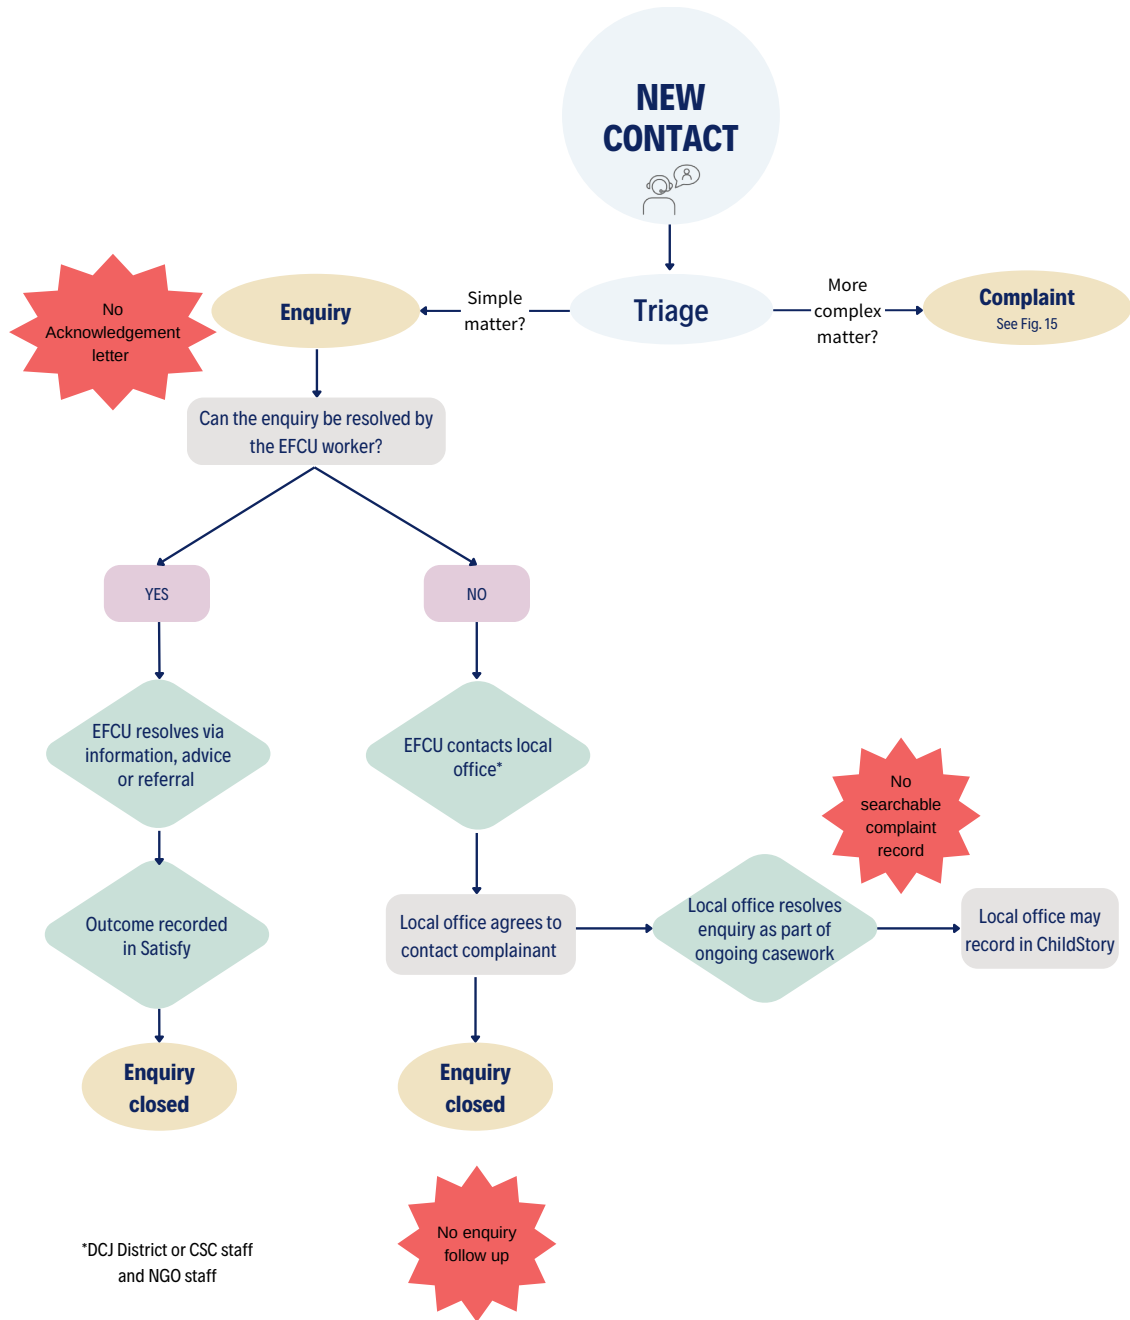 NEW
CONTACT
No
Acknowledgement
letter
Enquiry
Simple
matter?
Triage
More
complex
matter?
Complaint
See Fig. 15
Can the enquiry be resolved by
the EFCU worker?
YES
NO
EFCU resolves via
information, advice
or referral
EFCU contacts local
office*
No
searchable
complaint
record
Outcome recorded
in Satisfy
Local office agrees to
contact complainant
Local office resolves
enquiry as part of
ongoing casework
Local office may
record in ChildStory
Enquiry
closed
Enquiry
closed
No enquiry
follow up
*DCJ District or CSC staff
and NGO staff